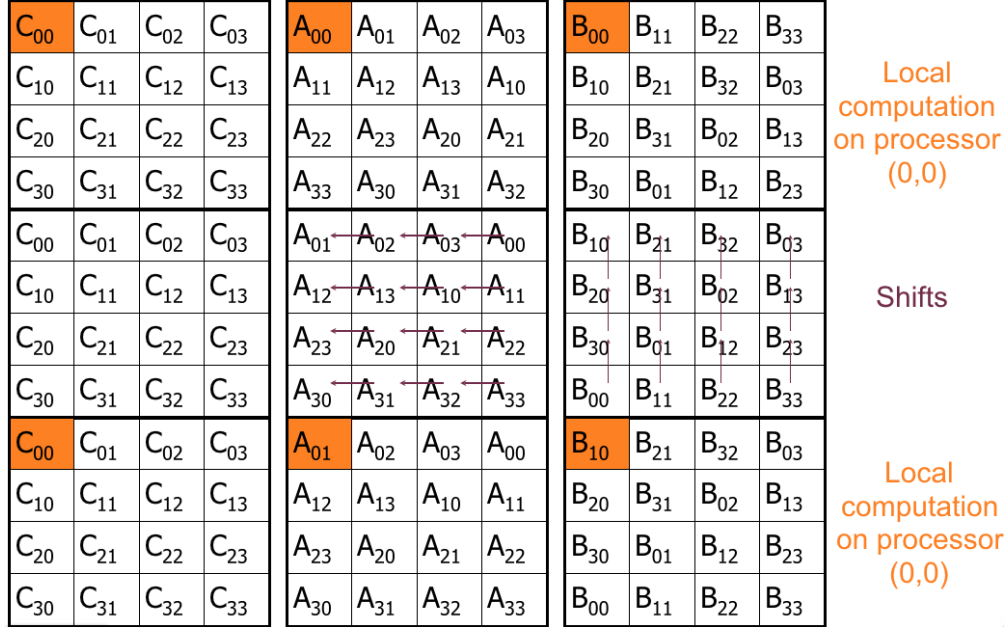 C00 C01 C02 C03 A00 A01 A02 A03 B00 B11 B22 B33
C10 C11 C12 C13 A11 A12 A13 A10 B10 B21 B32 B03
C20 C21 C22 C23 A22 A23 A20 A21 B20 B31 B02 B13
C30 C31 C32 C33 A33 A30 A31 A32 B30 B01 B12 B23
Local
computation
on processor
(0,0)
C00 C01 C02 C03 A01 A02 A03 A00 B10 B21 B32 B03
C10 C11 C12 C13 A12 A13 A10 A11 B20 B31 B02 B13
C20 C21 C22 C23 A23 A20 A21 A22 B30 B01 B12 B23
C30 C31 C32 C33 A30 A31 A32 A33 B00 B11 B22 B33
Shifts
C00 C01 C02 C03 A01 A02 A03 A00 B10 B21 B32 B03
C10 C11 C12 C13 A12 A13 A10 A11 B20 B31 B02 B13
C20 C21 C22 C23 A23 A20 A21 A22 B30 B01 B12 B23
C30 C31 C32 C33 A30 A31 A32 A33 B00 B11 B22 B33
Local
computation
on processor
(0,0)